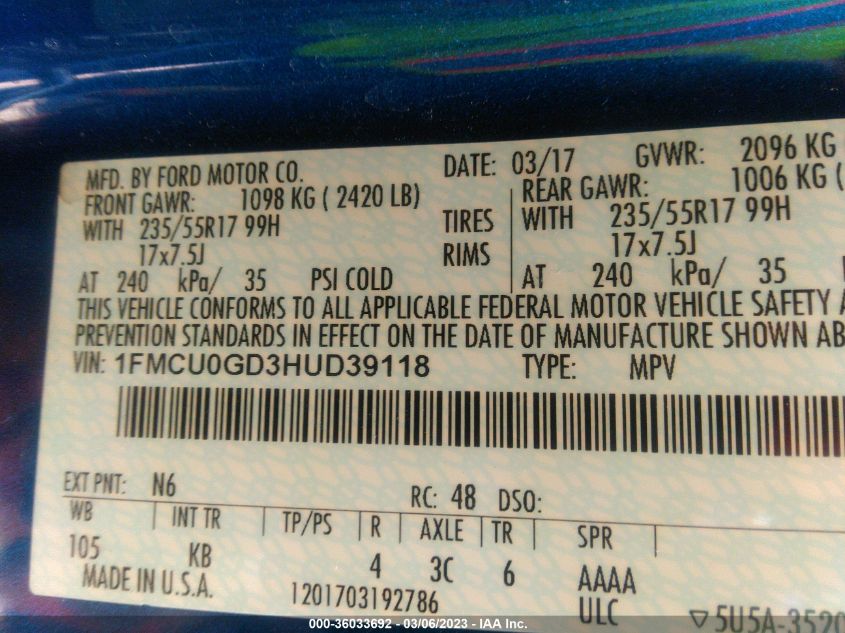 MFD. BY FORD MOTOR CO. DATE: 03/17 GVWR: 2096 KG
FRONT GAWR: 1098 KG ( 2420 LB) REAR GAWR: 1006 KG (
WITH 235/55R17 99H TIRES WITH 235/55R17 99H
17x7.5J RIMS 17x7.5J
AT 240 kPa/ 35 PSI COLD AT 240 kPa/ 35
THIS VEHICLE CONFORMS TO ALL APPLICABLE FEDERAL MOTOR VEHICLE SAFETY
PREVENTION STANDARDS IN EFFECT ON THE DATE OF MANUFACTURE SHOWN AB
VIN: 1FMCU0GD3HUD39118 TYPE: MPV
EXT PNT: N6 RC: 48 DSO:
WB INT TR TP/PS R AXLE TR SPR
105 KB 4 3C 6 AAAA
MADE IN U.S.A. 1201703192786 ULC ▽5U5A-3520
000-36033692 - 03/06/2023 - IAA Inc.